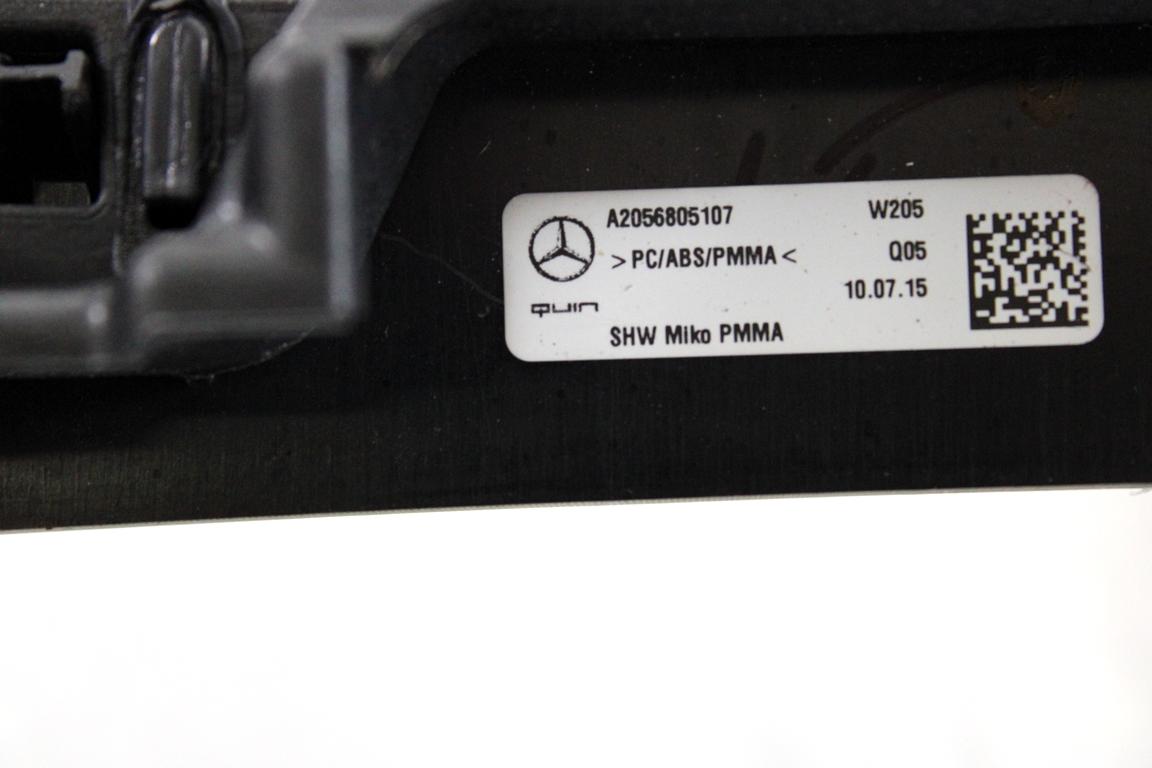 A2056805107 W205
>PC/ABS/PMMA< Q05
10.07.15
QUIN
SHW Miko PMMA